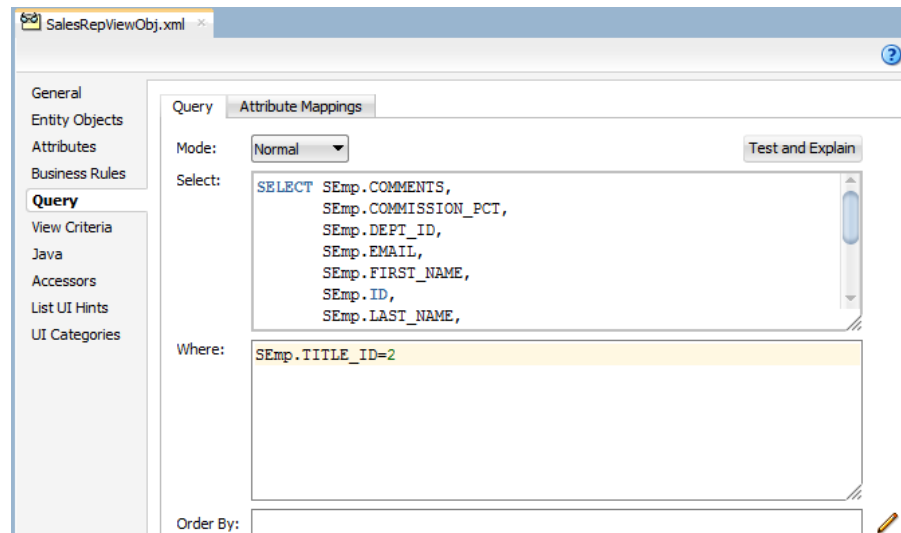 SalesRepViewObj.xml
General
Entity Objects
Attributes
Business Rules
Query
View Criteria
Java
Accessors
List UI Hints
UI Categories
Query Attribute Mappings
Mode: Normal Test and Explain
Select: SELECT SEmp.COMMENTS,
SEmp.COMMISSION_PCT,
SEmp.DEPT_ID,
SEmp.EMAIL,
SEmp.FIRST_NAME,
SEmp.ID,
SEmp.LAST_NAME,
Where: SEmp.TITLE_ID=2
Order By: